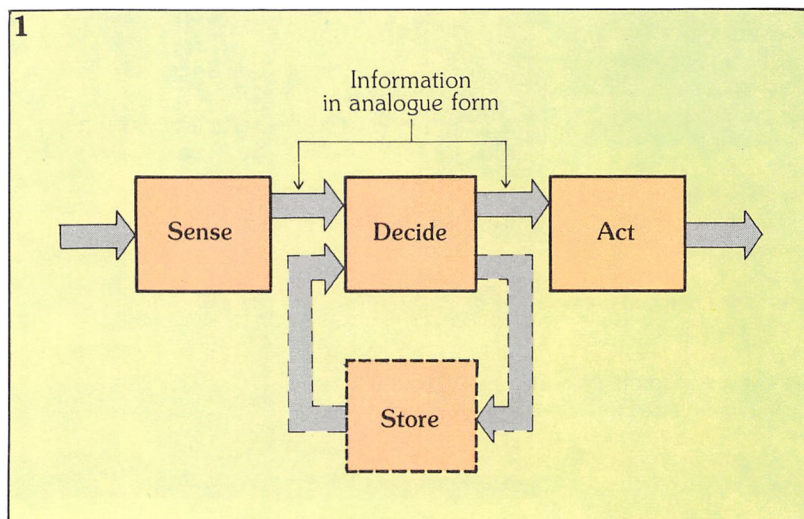 1
Information
in analogue form
Sense
Decide
Act
Store